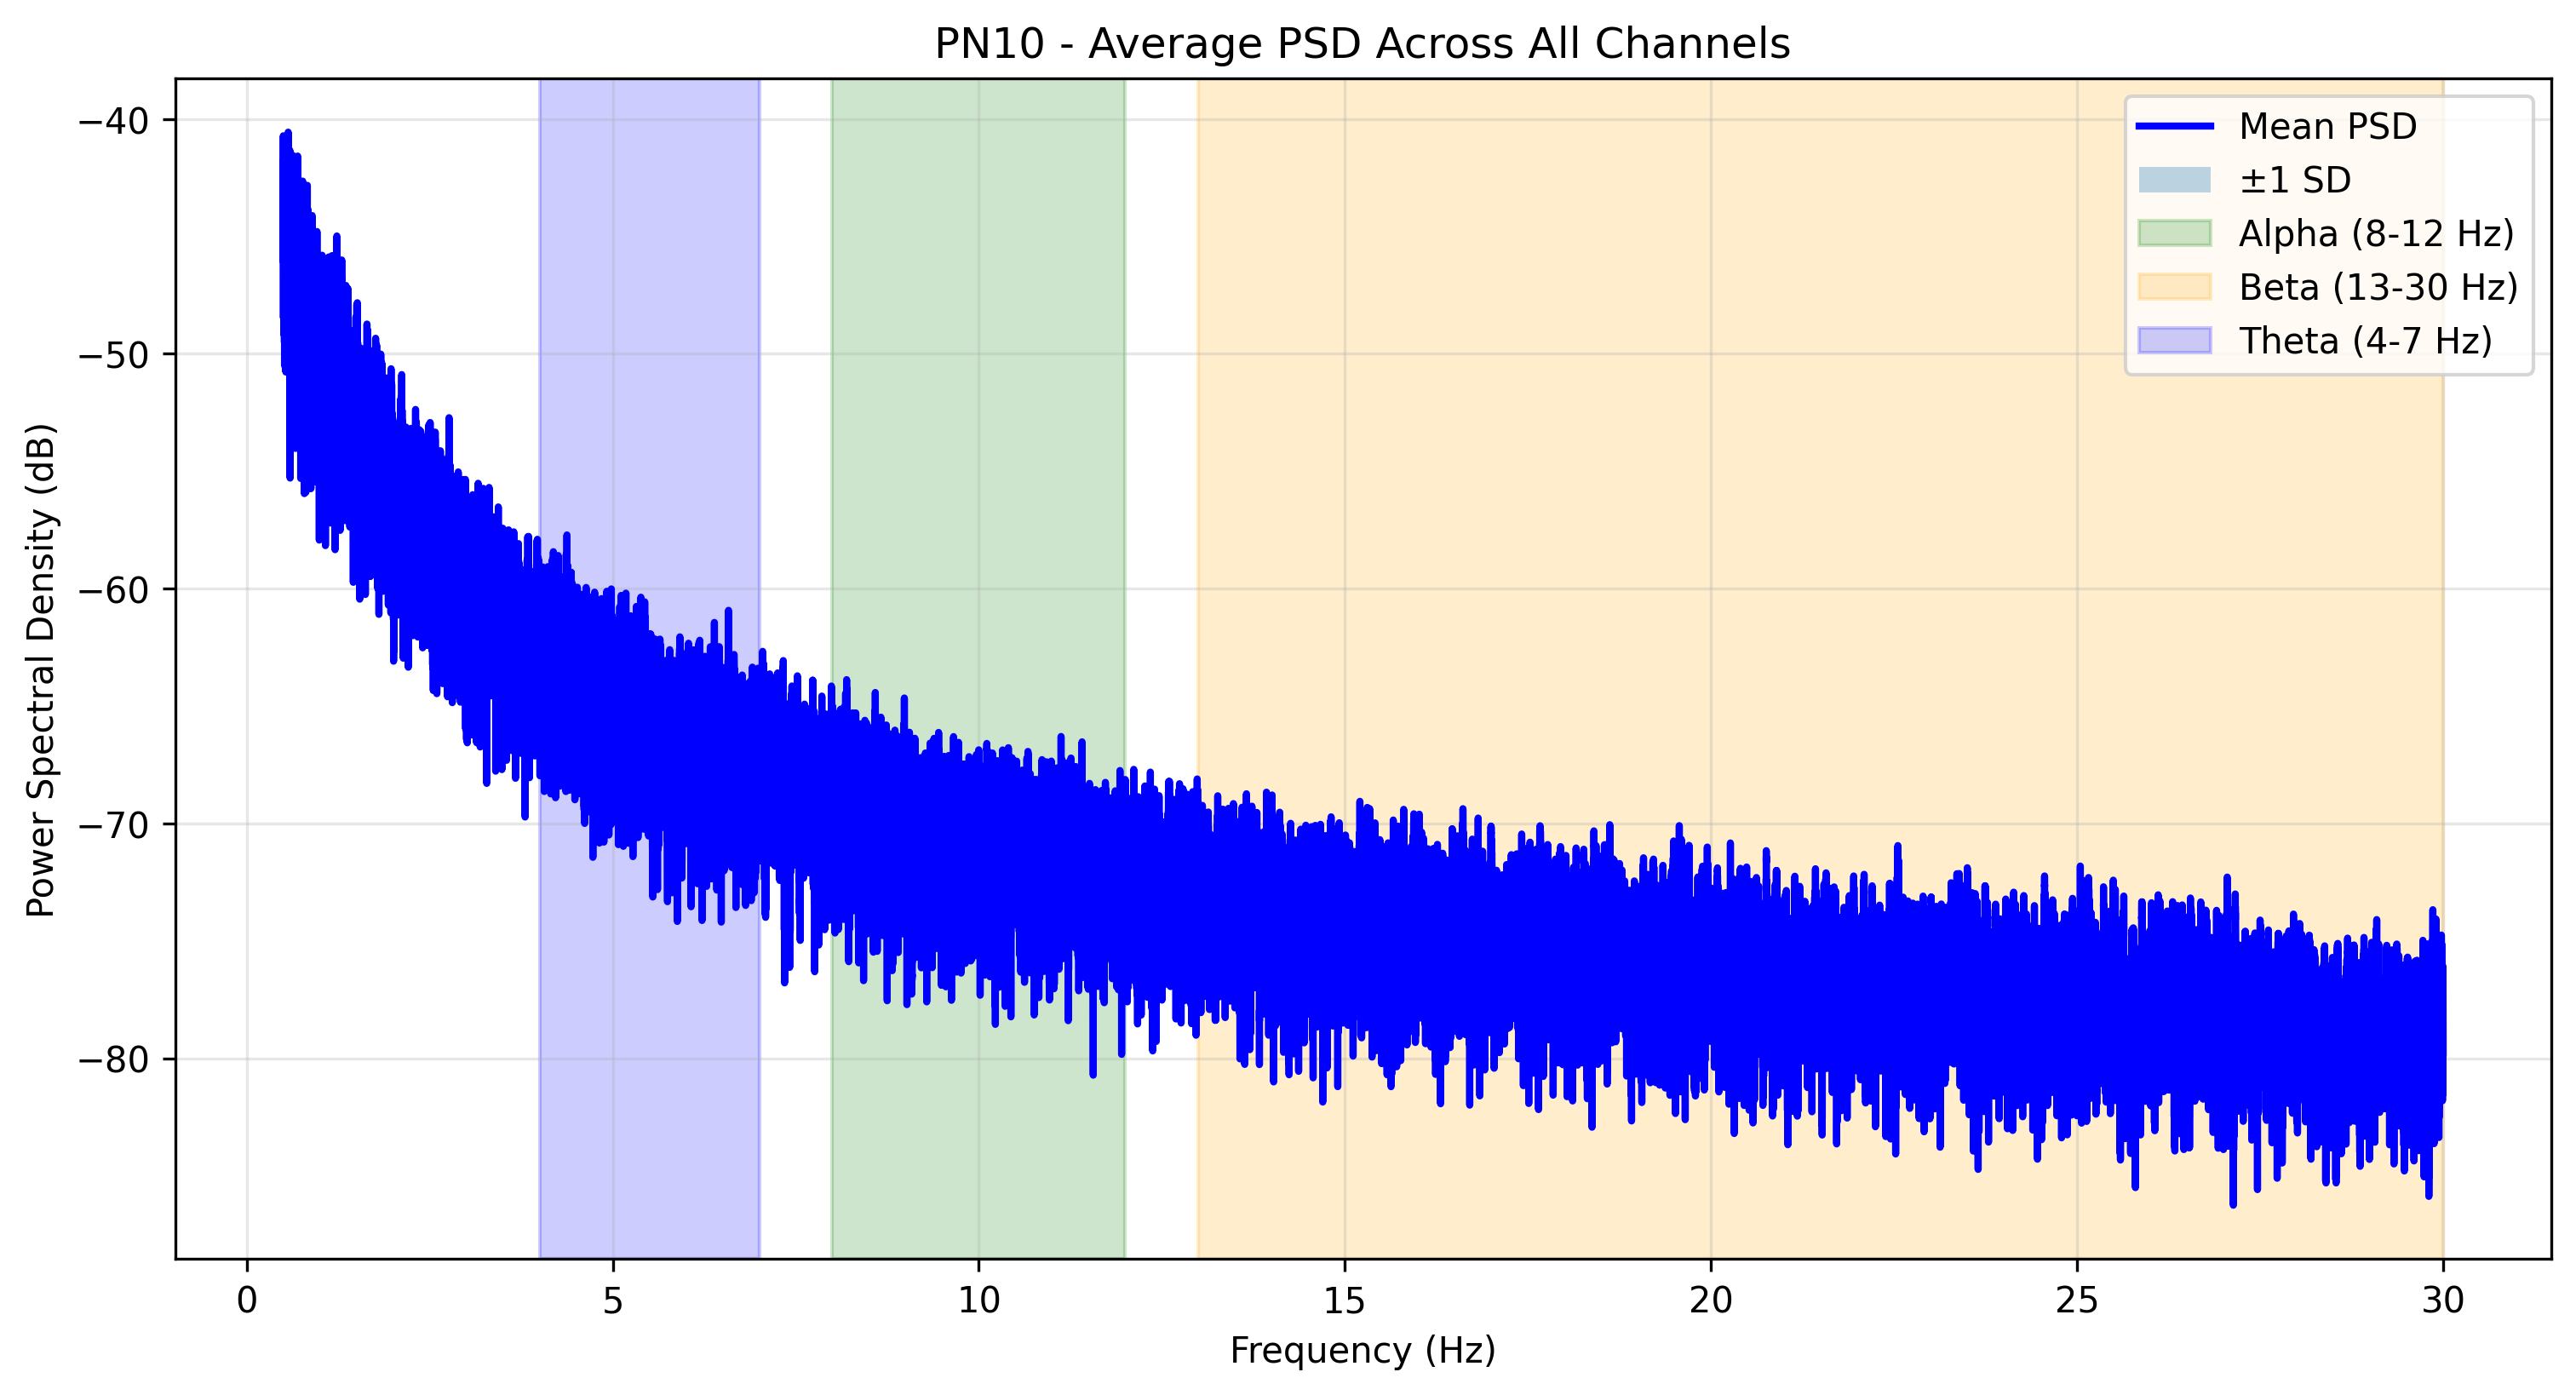 PN10 - Average PSD Across All Channels
Power Spectral Density (dB)
−40
−50
−60
−70
−80
Mean PSD
±1 SD
Alpha (8-12 Hz)
Beta (13-30 Hz)
Theta (4-7 Hz)
0 5 10 15 20 25 30
Frequency (Hz)